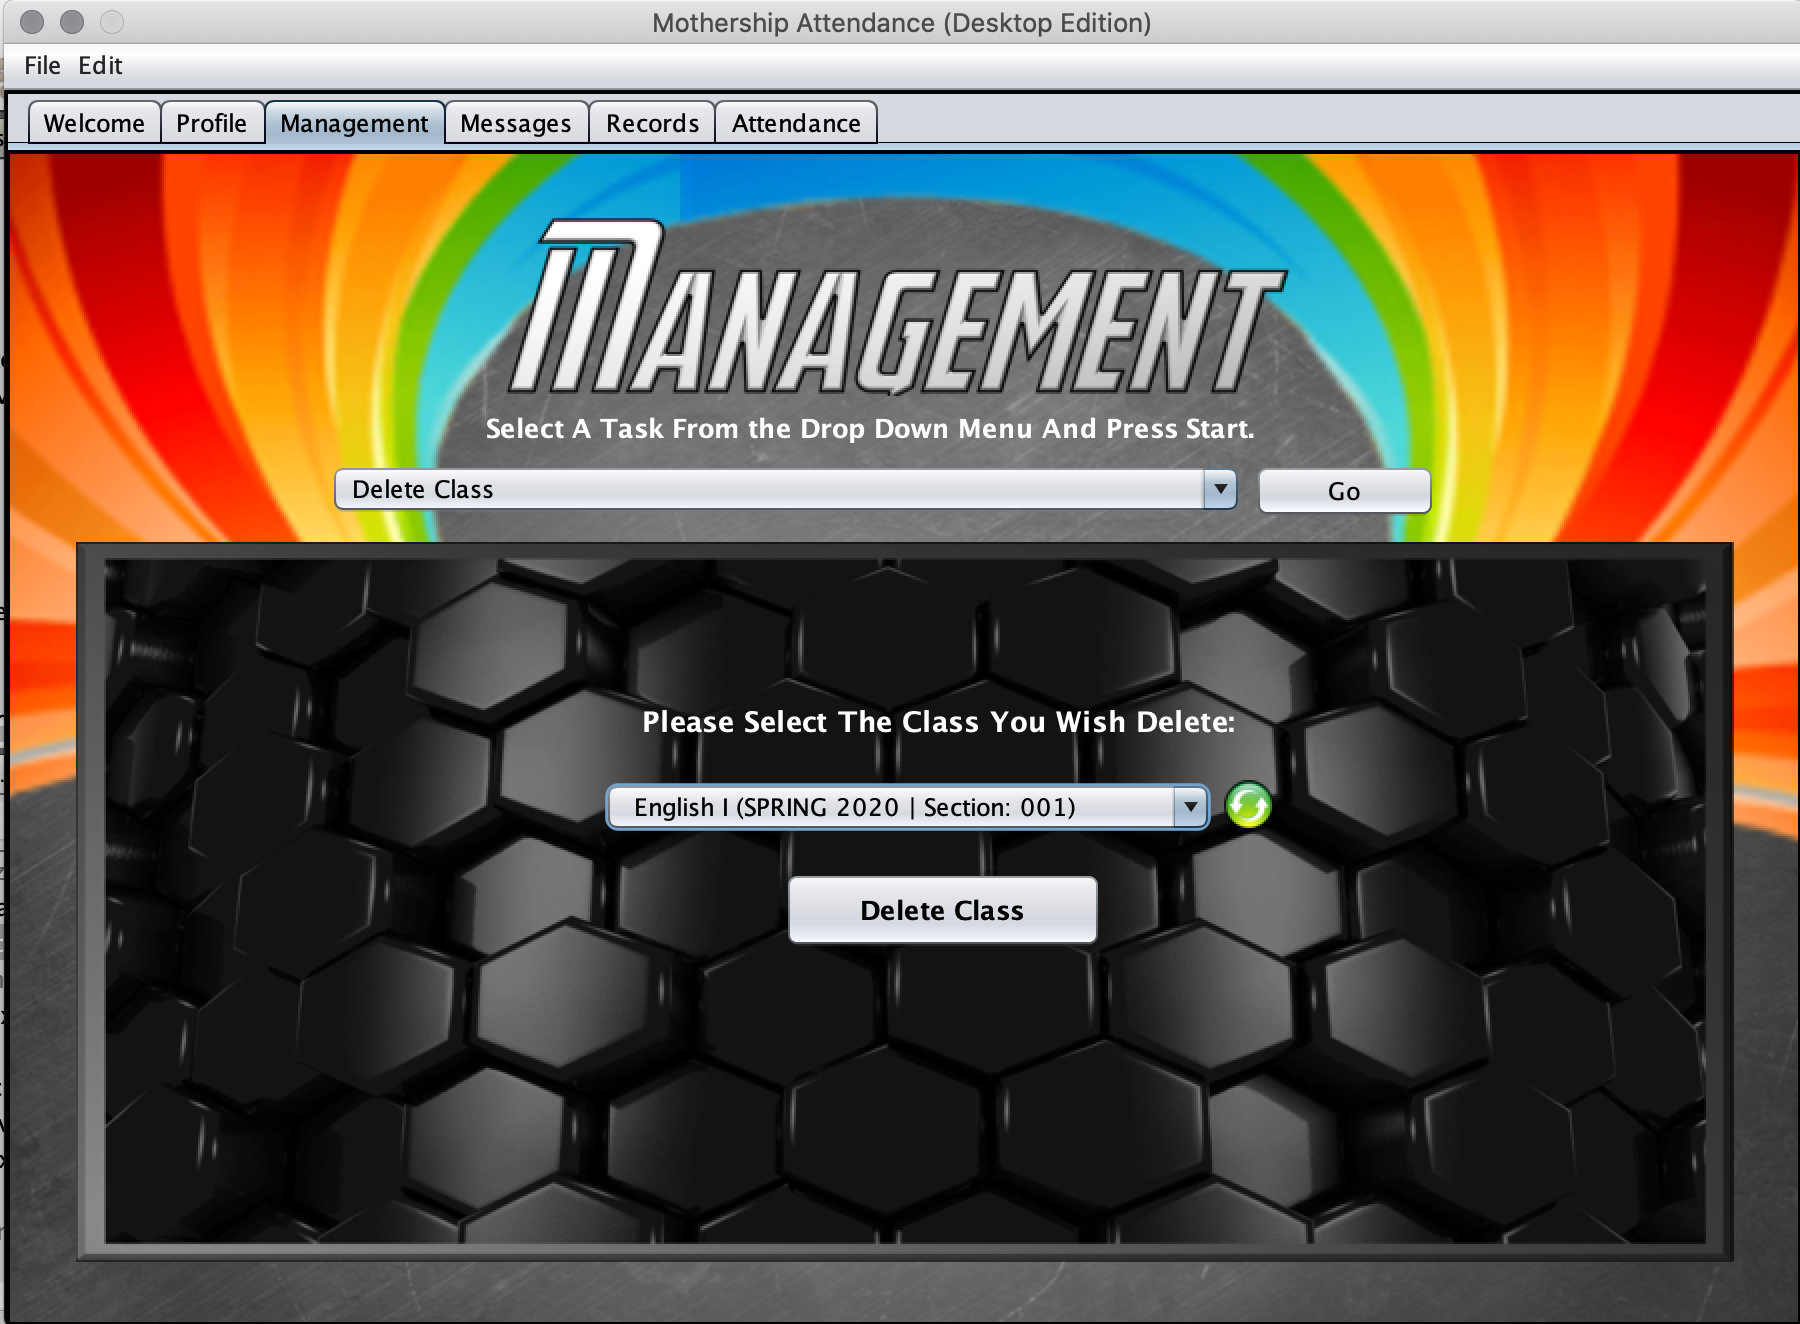 Mothership Attendance (Desktop Edition)
File Edit
Welcome Profile Management Messages Records Attendance
MANAGEMENT
Select A Task From the Drop Down Menu And Press Start.
Delete Class Go
Please Select The Class You Wish Delete:
English I (SPRING 2020 | Section: 001)
Delete Class